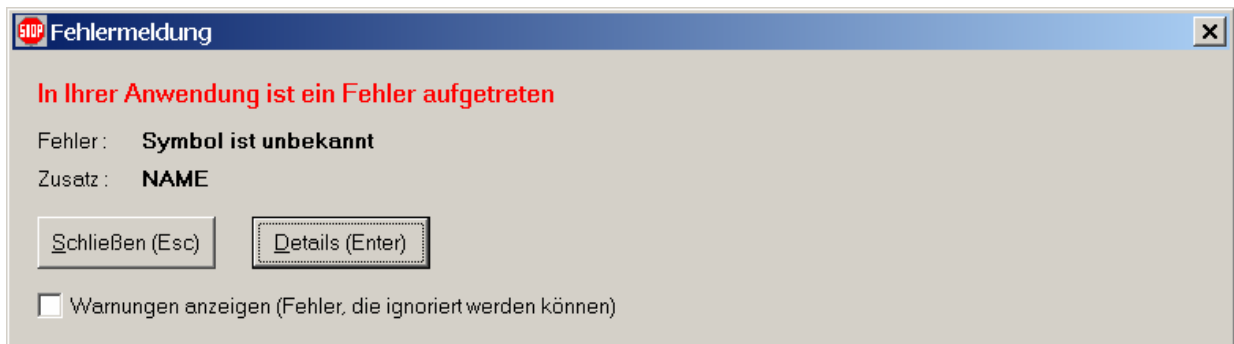 STOP Fehlermeldung
In Ihrer Anwendung ist ein Fehler aufgetreten
Fehler : Symbol ist unbekannt
Zusatz : NAME
Schließen (Esc) Details (Enter)
Warnungen anzeigen (Fehler, die ignoriert werden können)